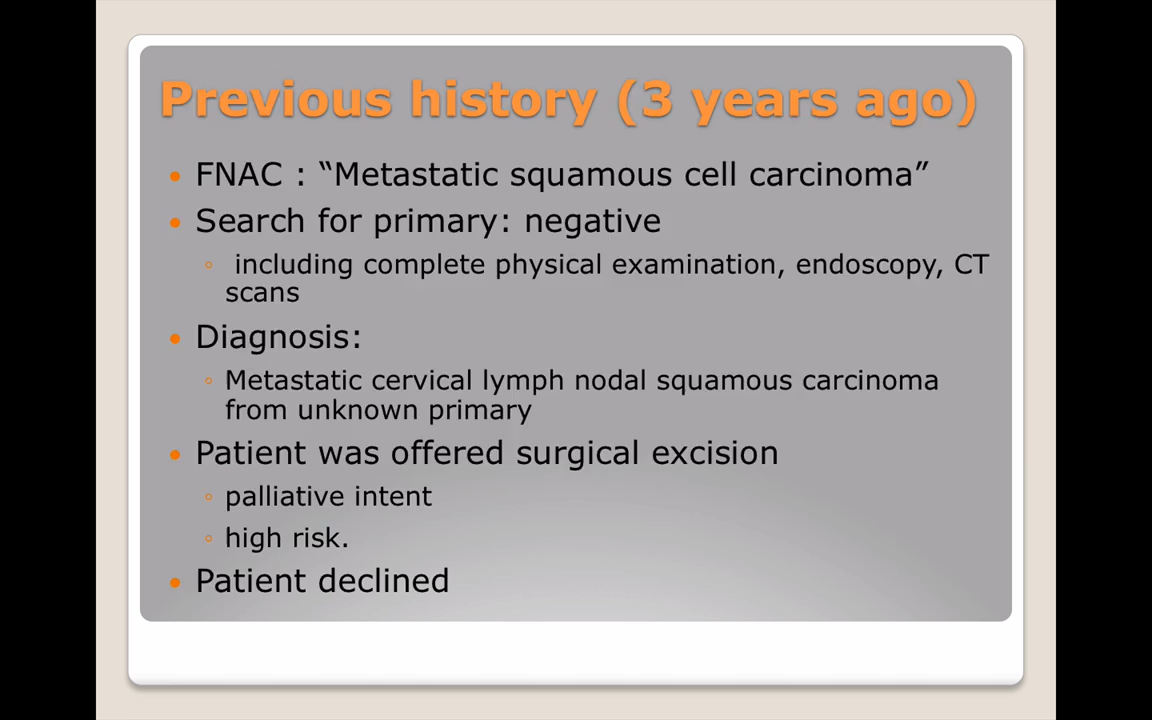 Previous history (3 years ago)
• FNAC : “Metastatic squamous cell carcinoma”
• Search for primary: negative
◦ including complete physical examination, endoscopy, CT
scans
• Diagnosis:
◦ Metastatic cervical lymph nodal squamous carcinoma
from unknown primary
• Patient was offered surgical excision
◦ palliative intent
◦ high risk.
• Patient declined